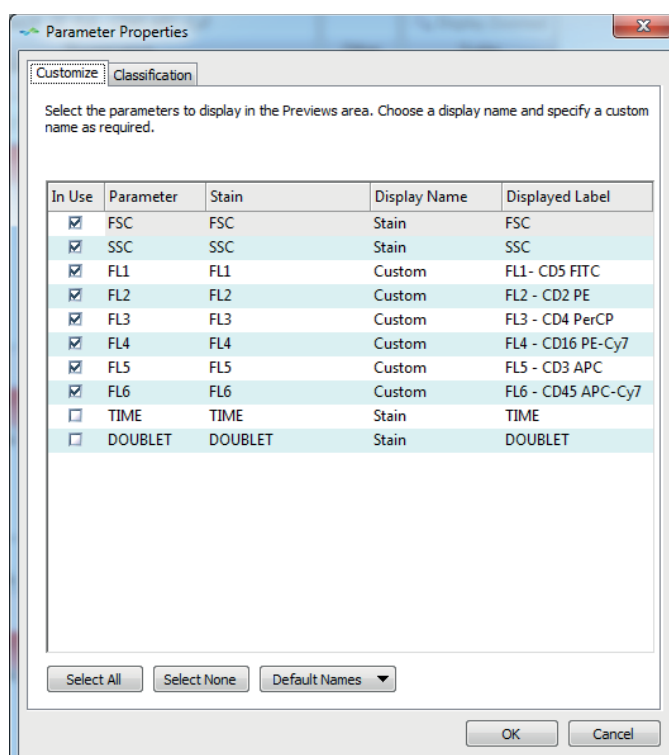 Parameter Properties
Customize Classification
Select the parameters to display in the Previews area. Choose a display name and specify a custom
name as required.
In Use Parameter Stain Display Name Displayed Label
FSC FSC Stain FSC
SSC SSC Stain SSC
FL1 FL1 Custom FL1- CD5 FITC
FL2 FL2 Custom FL2 - CD2 PE
FL3 FL3 Custom FL3 - CD4 PerCP
FL4 FL4 Custom FL4 - CD16 PE-Cy7
FL5 FL5 Custom FL5 - CD3 APC
FL6 FL6 Custom FL6 - CD45 APC-Cy7
TIME TIME Stain TIME
DOUBLET DOUBLET Stain DOUBLET
Select All Select None Default Names
OK Cancel